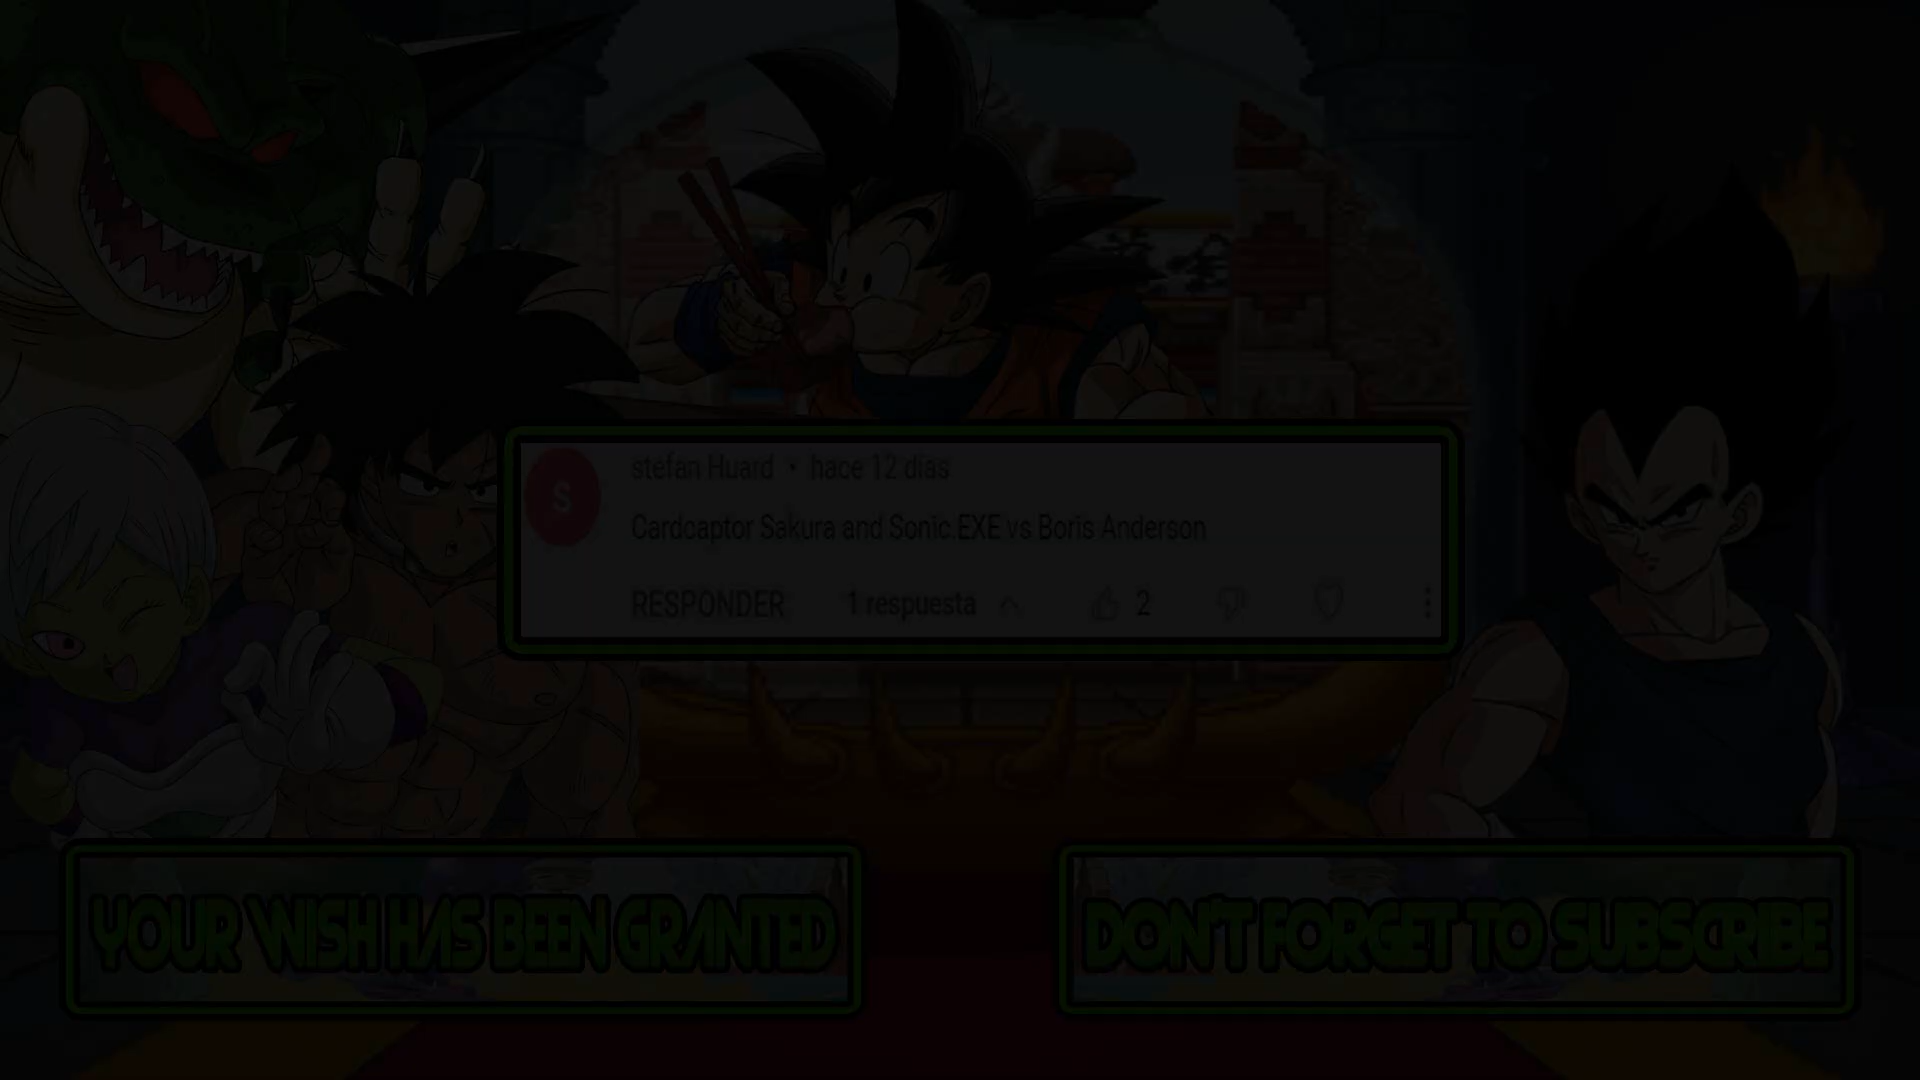 S
stefan Huard • hace 12 días
Cardcaptor Sakura and Sonic.EXE vs Boris Anderson
RESPONDER 1 respuesta 2
YOUR WISH HAS BEEN GRANTED
DON'T FORGET TO SUBSCRIBE